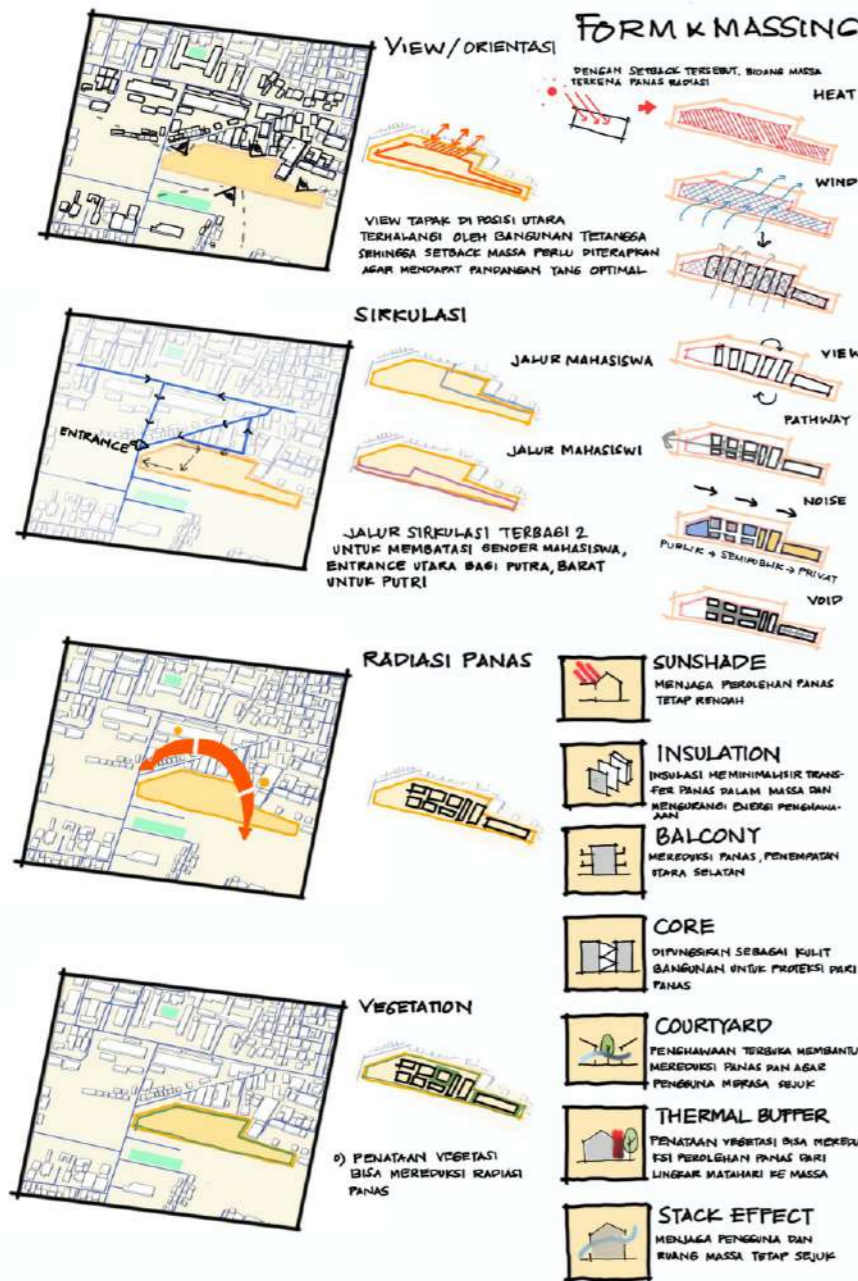 VIEW/ORIENTASI
VIEW TAPAK DI POSISI UTARA
TERHALANGI OLEH BANGUNAN TETANGGA
SEHINGGA SETBACK MASSA PERLU DITERAPKAN
AGAR MENDAPAT PANDANGAN YANG OPTIMAL
FORM & MASSING
DENGAN SETBACK TERSEBUT, BIDANG MASSA
TERKENA PANAS RADIASI
HEAT
WIND
VIEW
PATHWAY
NOISE
PUBLIK → SEMIPUBLIK → PRIVAT
VOID
SIRKULASI
ENTRANCE
JALUR MAHASISWA
JALUR MAHASISWI
JALUR SIRKULASI TERBAGI 2
UNTUK MEMBATASI GENDER MAHASISWA,
ENTRANCE UTARA BAGI PUTRA, BARAT
UNTUK PUTRI
RADIASI PANAS
VEGETATION
o) PENATAAN VEGETASI
BISA MEREDUKSI RADIASI
PANAS
SUNSHADE
MENJAGA PEROLEHAN PANAS
TETAP RENDAH
INSULATION
INSULASI MEMINIMALISIR TRANS-
FER PANAS DALAM MASSA DAN
MENGURANGI ENERGI PENGHAWA-
AAN
BALCONY
MEREDUKSI PANAS, PENEMPATAN
UTARA SELATAN
CORE
DIFUNGSIKAN SEBAGAI KULIT
BANGUNAN UNTUK PROTEKSI DARI
PANAS
COURTYARD
PENGHAWAAN TERBUKA MEMBANTU
MEREDUKSI PANAS DAN AGAR
PENGGUNA MERASA SEJUK
THERMAL BUFFER
PENATAAN VEGETASI BISA MEREDU
KSI PEROLEHAN PANAS DARI
LINGKAR MATAHARI KE MASSA
STACK EFFECT
MENJAGA PENGGUNA DAN
RUANG MASSA TETAP SEJUK